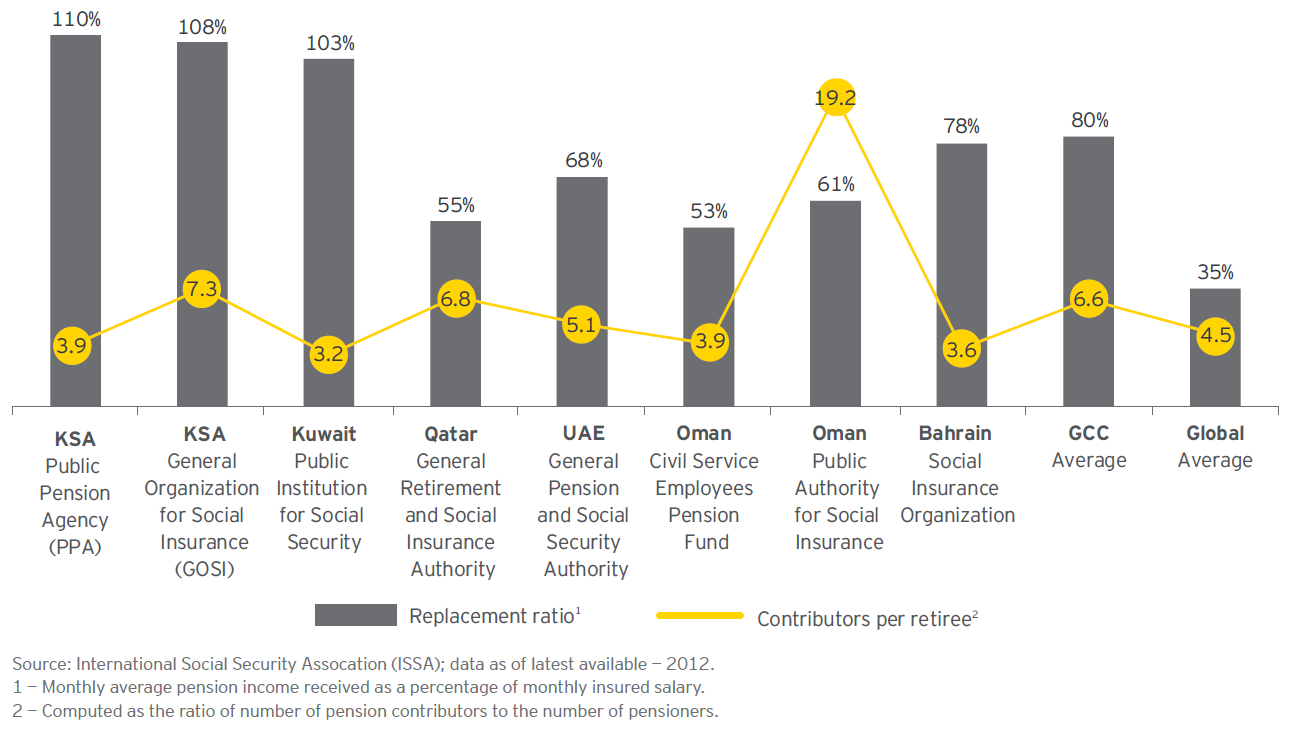 110%
108%
103%
55%
68%
53%
61%
78%
80%
35%
3.9
7.3
3.2
6.8
5.1
3.9
19.2
3.6
6.6
4.5
KSA
Public
Pension
Agency
(PPA)
KSA
General
Organization
for Social
Insurance
(GOSI)
Kuwait
Public
Institution
for Social
Security
Qatar
General
Retirement
and Social
Insurance
Authority
UAE
General
Pension
and Social
Security
Authority
Oman
Civil Service
Employees
Pension
Fund
Oman
Public
Authority
for Social
Insurance
Bahrain
Social
Insurance
Organization
GCC
Average
Global
Average
Replacement ratio1
Contributors per retiree2
Source: International Social Security Assocation (ISSA); data as of latest available – 2012.
1 – Monthly average pension income received as a percentage of monthly insured salary.
2 – Computed as the ratio of number of pension contributors to the number of pensioners.